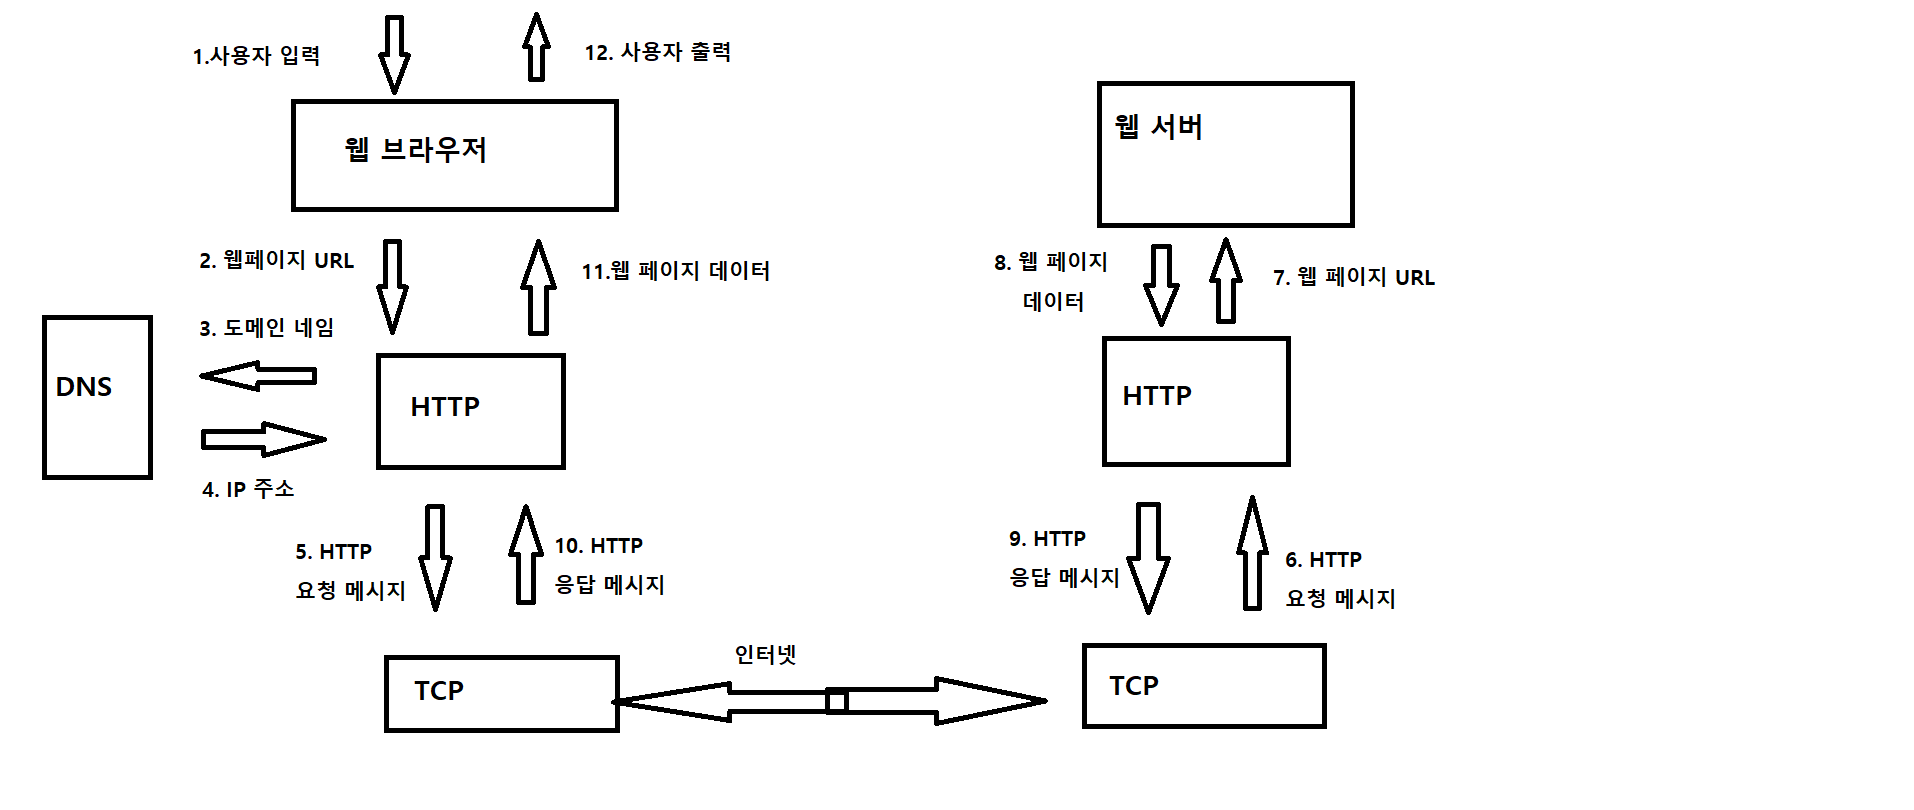 1.사용자 입력
12. 사용자 출력
웹 브라우저
웹 서버
2. 웹페이지 URL
11.웹 페이지 데이터
8. 웹 페이지
데이터
7. 웹 페이지 URL
3. 도메인 네임
DNS
HTTP
HTTP
4. IP 주소
5. HTTP
요청 메시지
10. HTTP
응답 메시지
9. HTTP
응답 메시지
6. HTTP
요청 메시지
인터넷
TCP
TCP